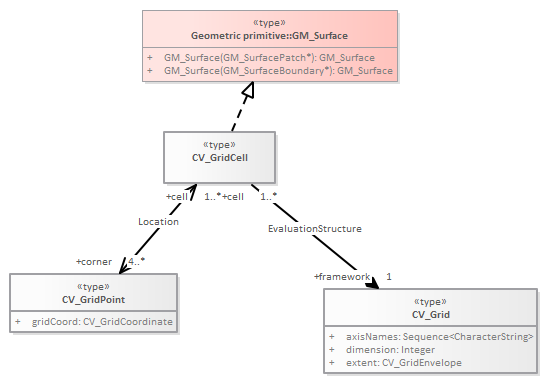 «type»
Geometric primitive::GM_Surface
+ GM_Surface(GM_SurfacePatch*): GM_Surface
+ GM_Surface(GM_SurfaceBoundary*): GM_Surface
«type»
CV_GridCell
+cell 1..* +cell 1..*
Location
EvaluationStructure
+corner 4..*
+framework 1
«type»
CV_GridPoint
+ gridCoord: CV_GridCoordinate
«type»
CV_Grid
+ axisNames: Sequence<CharacterString>
+ dimension: Integer
+ extent: CV_GridEnvelope